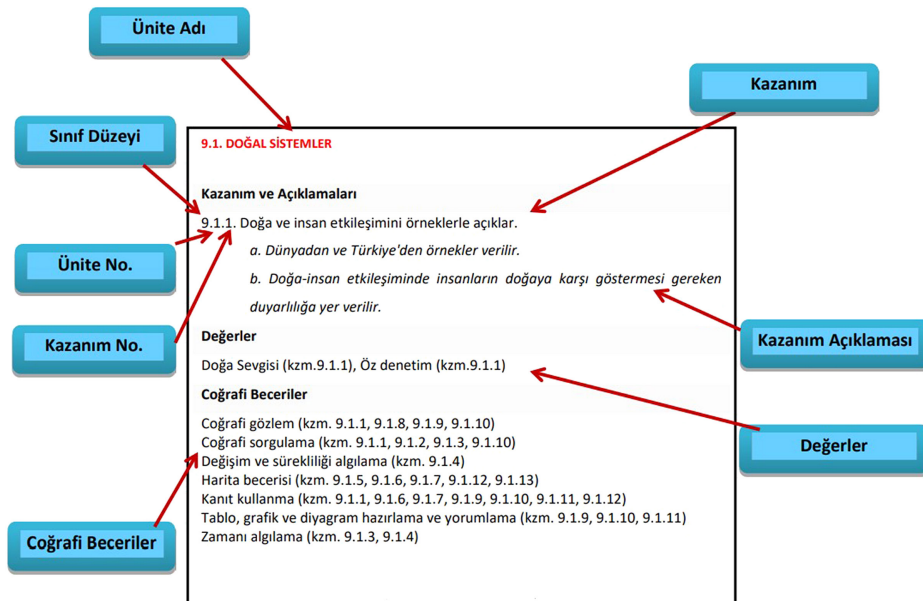 Ünite Adı
Kazanım
Sınıf Düzeyi
9.1. DOĞAL SİSTEMLER
Kazanım ve Açıklamaları
9.1.1. Doğa ve insan etkileşimini örneklerle açıklar.
a. Dünyadan ve Türkiye'den örnekler verilir.
Ünite No.
b. Doğa-insan etkileşiminde insanların doğaya karşı göstermesi gereken
duyarlılığa yer verilir.
Kazanım No.
Kazanım Açıklaması
Değerler
Doğa Sevgisi (kzm.9.1.1), Öz denetim (kzm.9.1.1)
Coğrafi Beceriler
Coğrafi gözlem (kzm. 9.1.1, 9.1.8, 9.1.9, 9.1.10)
Coğrafi sorgulama (kzm. 9.1.1, 9.1.2, 9.1.3, 9.1.10)
Değerler
Değişim ve sürekliliği algılama (kzm. 9.1.4)
Harita becerisi (kzm. 9.1.5, 9.1.6, 9.1.7, 9.1.12, 9.1.13)
Kanıt kullanma (kzm. 9.1.1, 9.1.6, 9.1.7, 9.1.9, 9.1.10, 9.1.11, 9.1.12)
Tablo, grafik ve diyagram hazırlama ve yorumlama (kzm. 9.1.9, 9.1.10, 9.1.11)
Zamanı algılama (kzm. 9.1.3, 9.1.4)
Coğrafi Beceriler